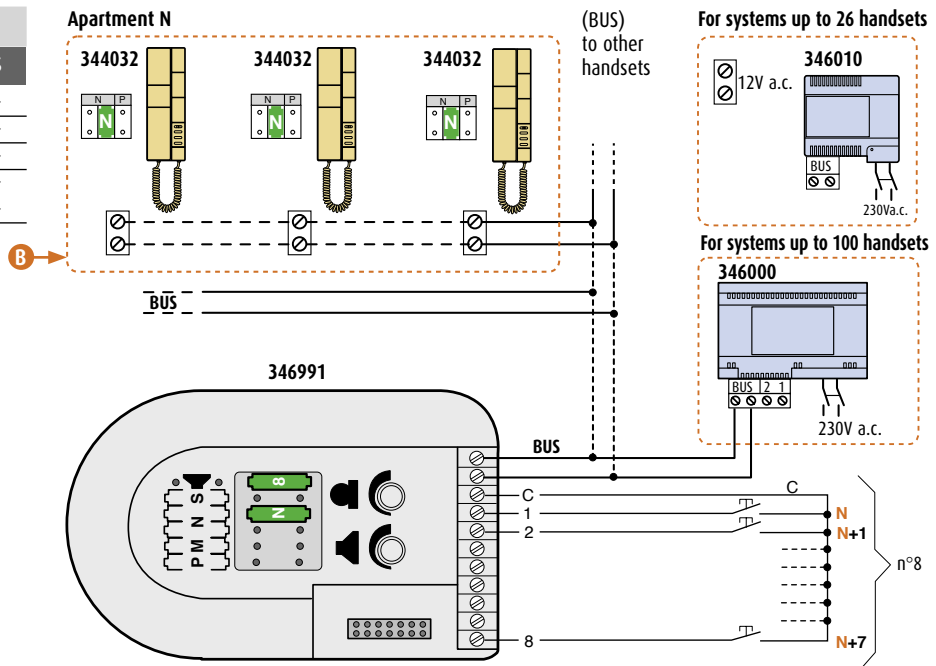 Apartment N
344032
344032
344032
N P
N
N P
N
N P
N
(BUS)
to other
handsets
For systems up to 26 handsets
12V a.c.
346010
BUS
230Va.c.
B
BUS
For systems up to 100 handsets
346000
BUS 2 1
230V a.c.
346991
BUS
S
N
M
P
8
N
C
C
1
N
2
N+1
n°8
8
N+7